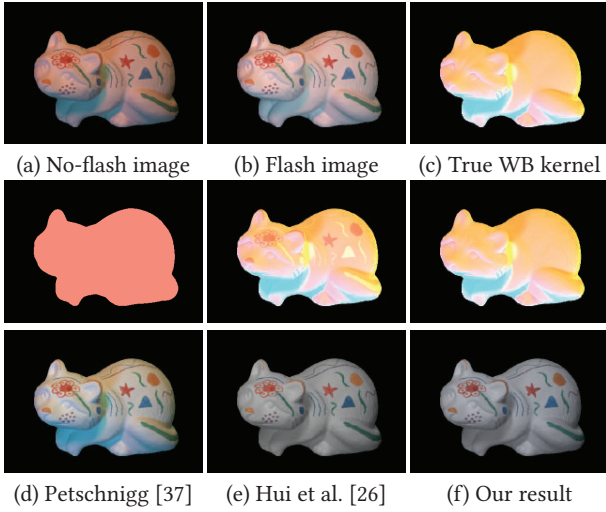 (a) No-flash image (b) Flash image (c) True WB kernel
(d) Petschnigg [37] (e) Hui et al. [26] (f) Our result